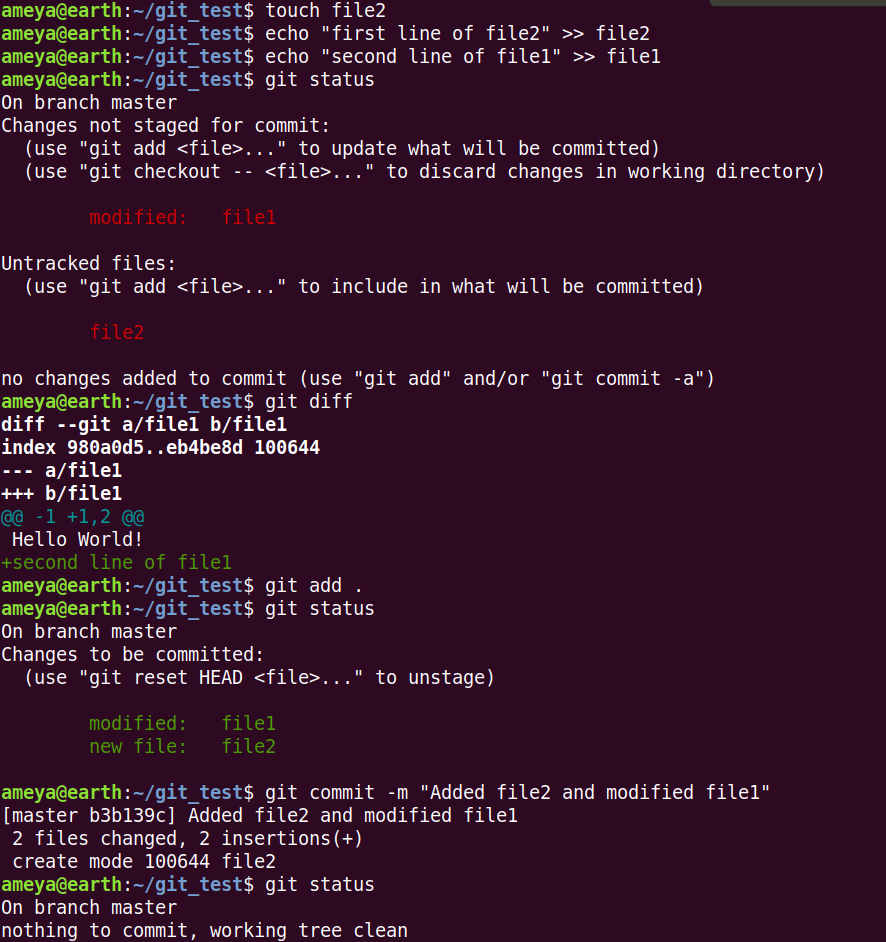 ameya@earth:~/git_test$ touch file2
ameya@earth:~/git_test$ echo "first line of file2" >> file2
ameya@earth:~/git_test$ echo "second line of file1" >> file1
ameya@earth:~/git_test$ git status
On branch master
Changes not staged for commit:
  (use "git add <file>..." to update what will be committed)
  (use "git checkout -- <file>..." to discard changes in working directory)

        modified:   file1

Untracked files:
  (use "git add <file>..." to include in what will be committed)

        file2

no changes added to commit (use "git add" and/or "git commit -a")
ameya@earth:~/git_test$ git diff
diff --git a/file1 b/file1
index 980a0d5..eb4be8d 100644
--- a/file1
+++ b/file1
@@ -1 +1,2 @@
 Hello World!
+second line of file1
ameya@earth:~/git_test$ git add .
ameya@earth:~/git_test$ git status
On branch master
Changes to be committed:
  (use "git reset HEAD <file>..." to unstage)

        modified:   file1
        new file:   file2

ameya@earth:~/git_test$ git commit -m "Added file2 and modified file1"
[master b3b139c] Added file2 and modified file1
 2 files changed, 2 insertions(+)
 create mode 100644 file2
ameya@earth:~/git_test$ git status
On branch master
nothing to commit, working tree clean